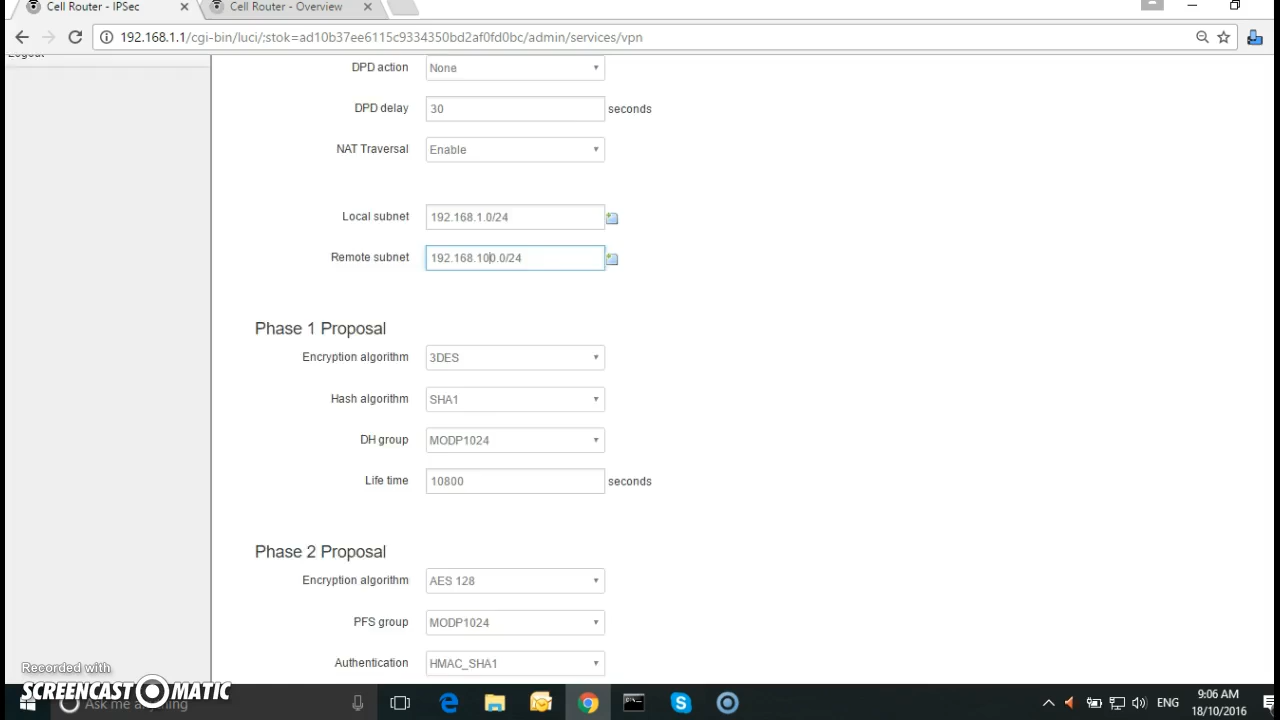 Cell Router - IPSec
Cell Router - Overview
192.168.1.1/cgi-bin/luci/;stok=ad10b37ee6115c9334350bd2af0fd0bc/admin/services/vpn
Logout
DPD action None
DPD delay 30 seconds
NAT Traversal Enable
Local subnet 192.168.1.0/24
Remote subnet 192.168.100.0/24
Phase 1 Proposal
Encryption algorithm 3DES
Hash algorithm SHA1
DH group MODP1024
Life time 10800 seconds
Phase 2 Proposal
Encryption algorithm AES 128
PFS group MODP1024
Authentication HMAC_SHA1
Recorded with
SCREENCAST-O-MATIC
Ask me anything
ENG
9:06 AM
18/10/2016